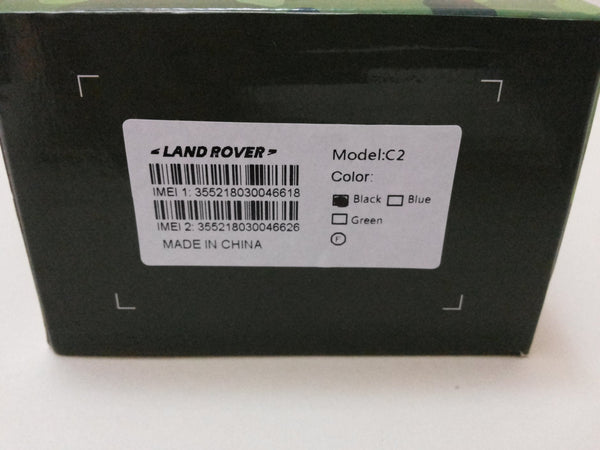 LAND ROVER
IMEI 1: 355218030046618
IMEI 2: 355218030046626
MADE IN CHINA
Model:C2
Color:
Black Blue
Green
F